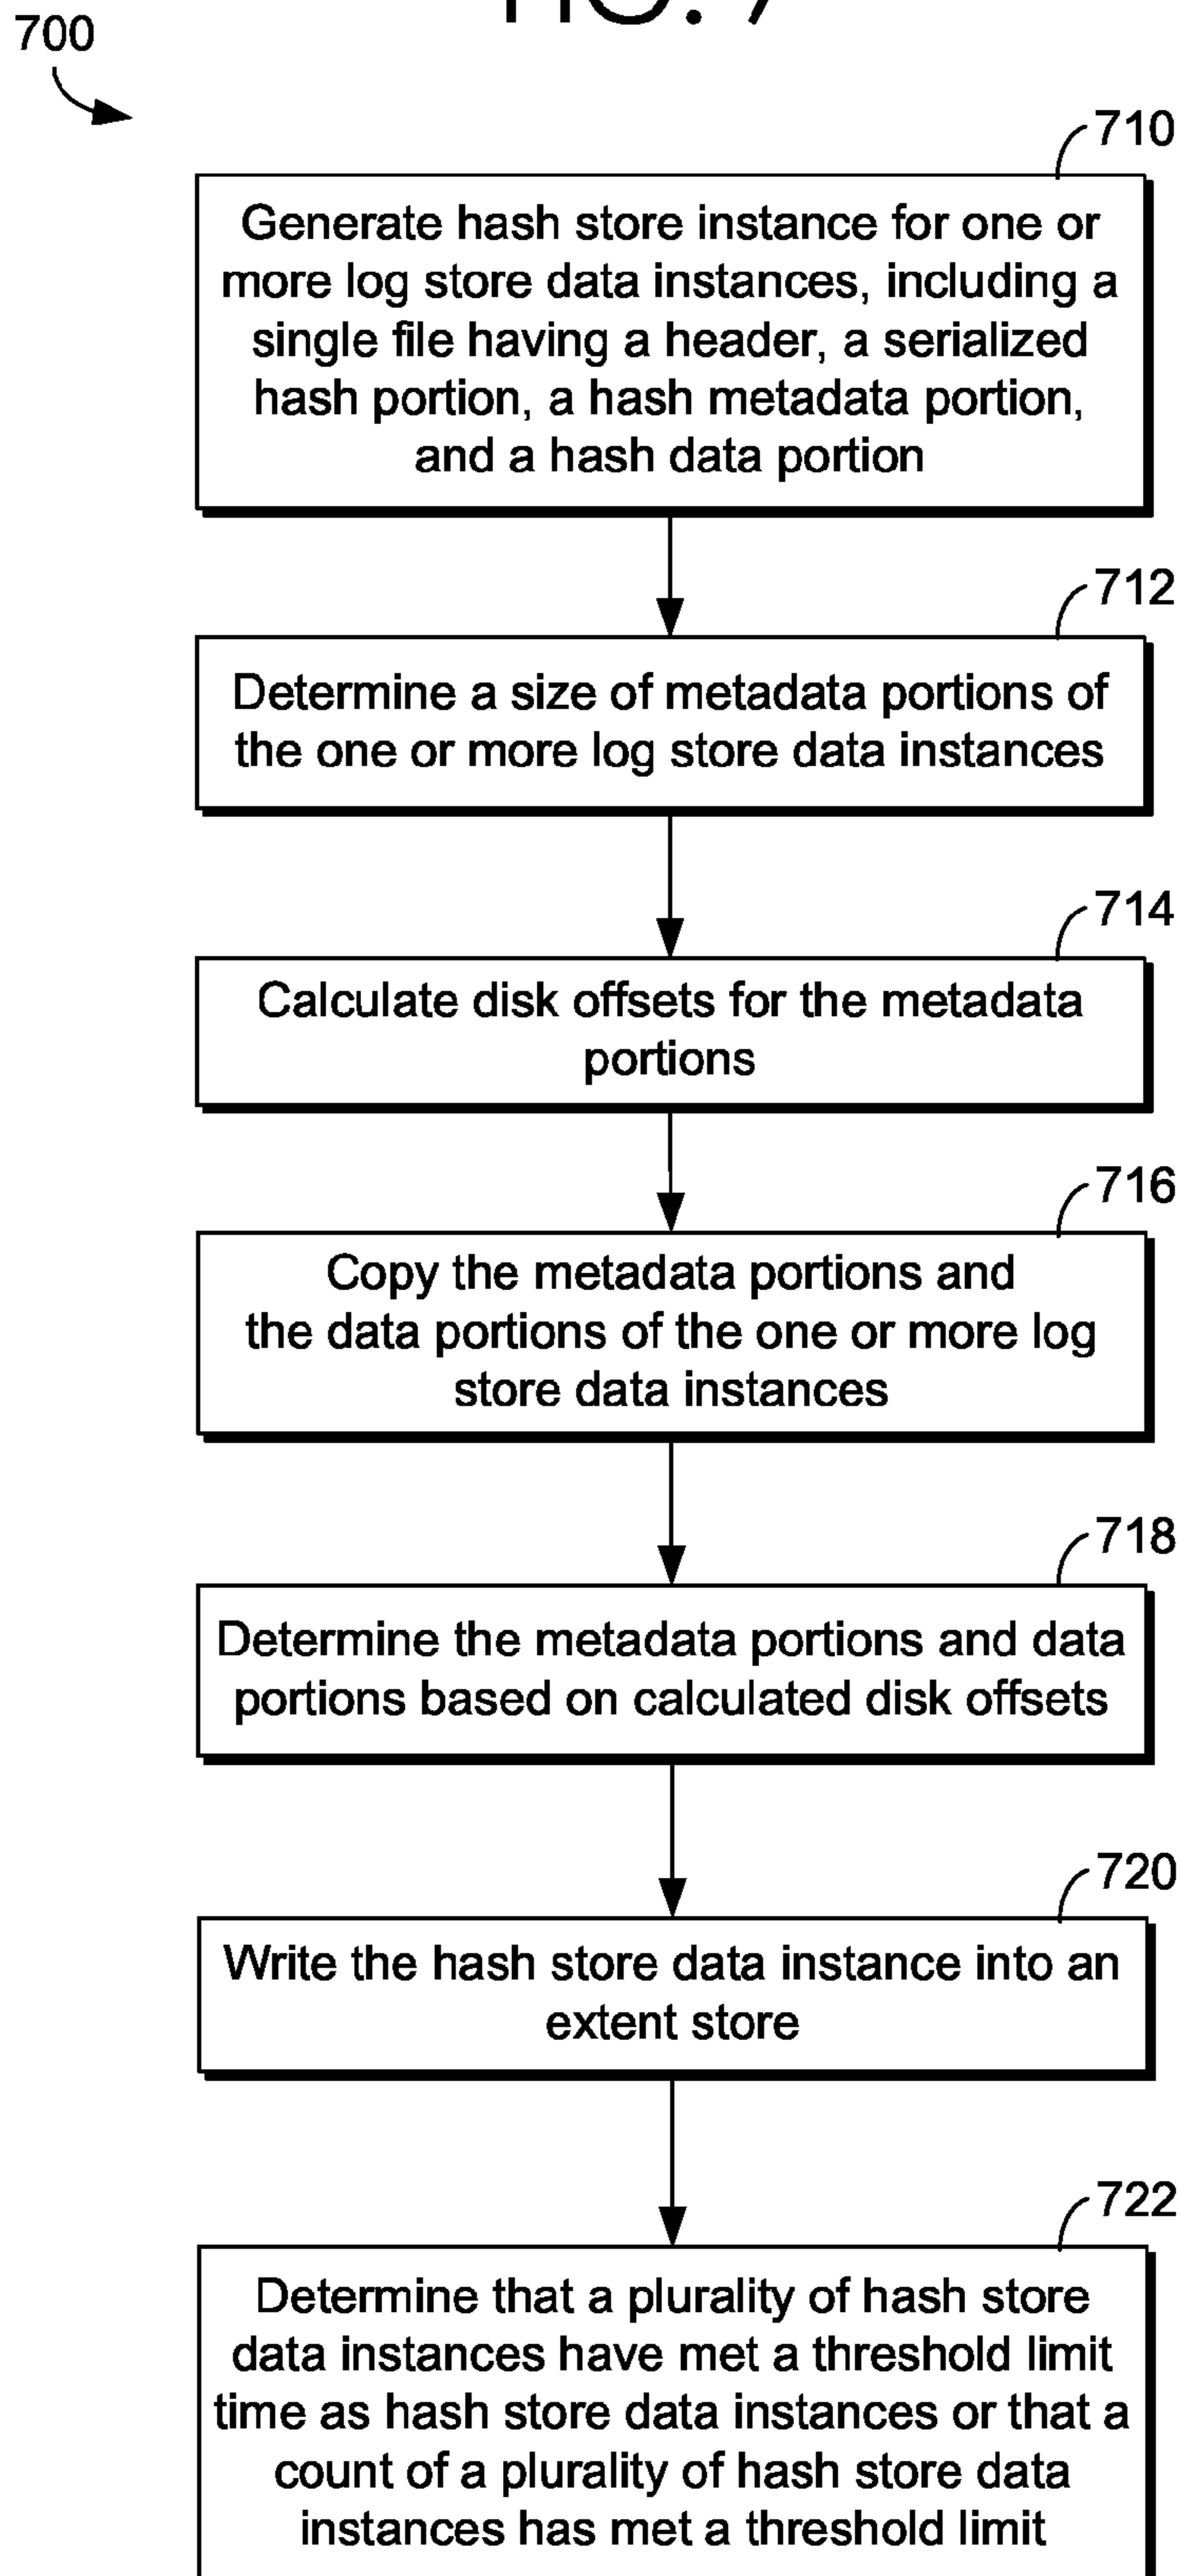 FIG. 7
700
710
Generate hash store instance for one or
more log store data instances, including a
single file having a header, a serialized
hash portion, a hash metadata portion,
and a hash data portion
712
Determine a size of metadata portions of
the one or more log store data instances
714
Calculate disk offsets for the metadata
portions
716
Copy the metadata portions and
the data portions of the one or more log
store data instances
718
Determine the metadata portions and data
portions based on calculated disk offsets
720
Write the hash store data instance into an
extent store
722
Determine that a plurality of hash store
data instances have met a threshold limit
time as hash store data instances or that a
count of a plurality of hash store data
instances has met a threshold limit